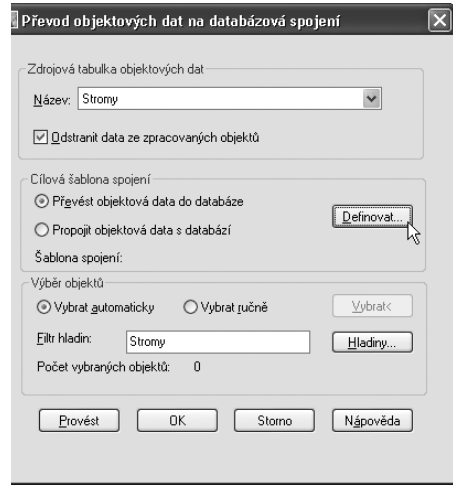 Převod objektových dat na databázová spojení
Zdrojová tabulka objektových dat
Název: Stromy
Odstranit data ze zpracovaných objektů
Cílová šablona spojení
Převést objektová data do databáze
Definovat...
Propojit objektová data s databází
Šablona spojení:
Výběr objektů
Vybrat automaticky Vybrat ručně Vybrat<
Filtr hladin: Stromy Hladiny...
Počet vybraných objektů: 0
Provést OK Storno Nápověda